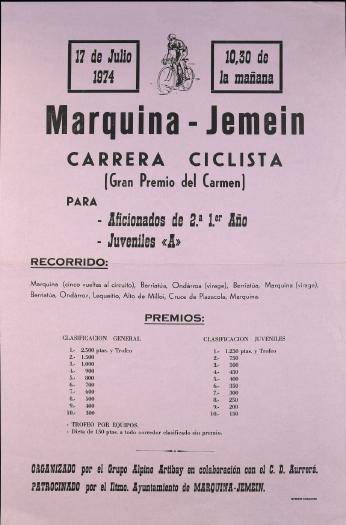 17 de Julio
1974
10,30 de
la mañana
Marquina - Jemein
CARRERA CICLISTA
(Gran Premio del Carmen)
PARA
- Aficionados de 2.ª 1.er Año
- Juveniles «A»
RECORRIDO:
Marquina (cinco vueltas al circuito), Berriatúa, Ondárroa (virage), Berriatúa, Marquina (virage),
Berriatúa, Ondárroz, Lequeitio, Alto de Milloi, Cruce de Plazacola, Marquina
PREMIOS:
CLASIFICACION GENERAL
1.- 2.500 ptas. y Trofeo
2.- 1.500
3.- 1.000
4.- 900
5.- 800
6.- 700
7.- 600
8.- 500
9.- 400
10.- 300
CLASIFICACION JUVENILES
1.- 1.250 ptas. y Trofeo
2.- 750
3.- 500
4.- 450
5.- 400
6.- 350
7.- 300
8.- 250
9.- 200
10.- 150
- TROFEO POR EQUIPOS.
- Dieta de 150 ptas. a todo corredor clasificado sin premio.
ORGANIZADO por el Grupo Alpino Artibay en colaboración con el C. D. Aurrerá.
PATROCINADO por el Iltmo. Ayuntamiento de MARQUINA-JEMEIN.